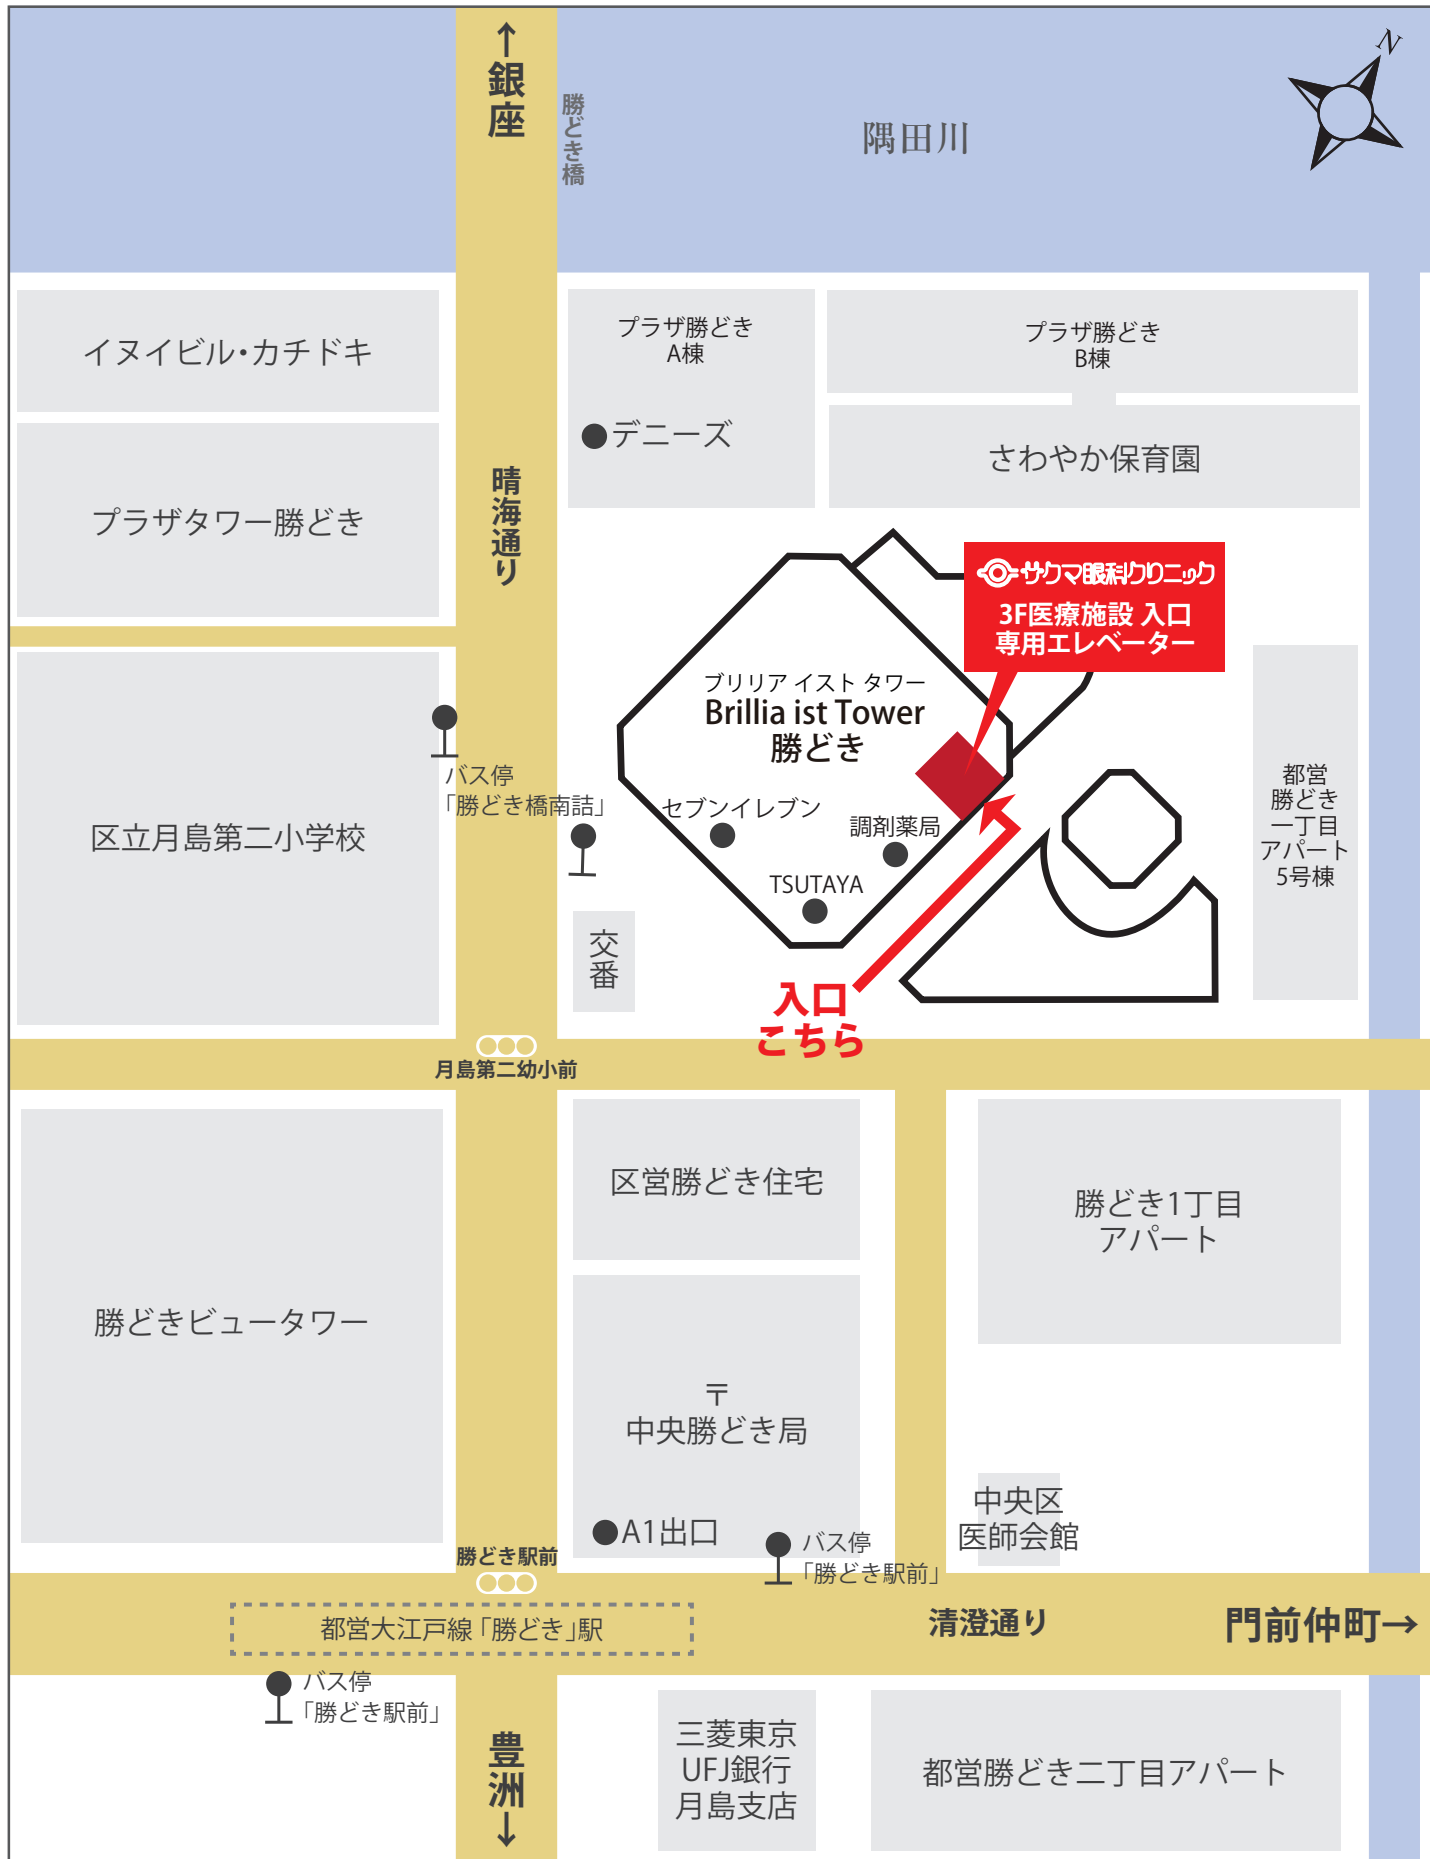 ↑銀座
勝どき橋
隅田川
N
イヌイビル・カチドキ
プラザ勝どき
A棟
デニーズ
プラザ勝どき
B棟
さわやか保育園
プラザタワー勝どき
晴海通り
サクマ眼科クリニック
3F医療施設 入口
専用エレベーター
ブリリア イスト タワー
Brillia ist Tower
勝どき
バス停
「勝どき橋南詰」
セブンイレブン
調剤薬局
TSUTAYA
区立月島第二小学校
都営
勝どき
一丁目
アパート
5号棟
交番
入口
こちら
月島第二幼小前
区営勝どき住宅
勝どき1丁目
アパート
勝どきビュータワー
〒
中央勝どき局
A1出口
中央区
医師会館
バス停
「勝どき駅前」
勝どき駅前
都営大江戸線「勝どき」駅
清澄通り
門前仲町→
バス停
「勝どき駅前」
豊洲↓
三菱東京
UFJ銀行
月島支店
都営勝どき二丁目アパート